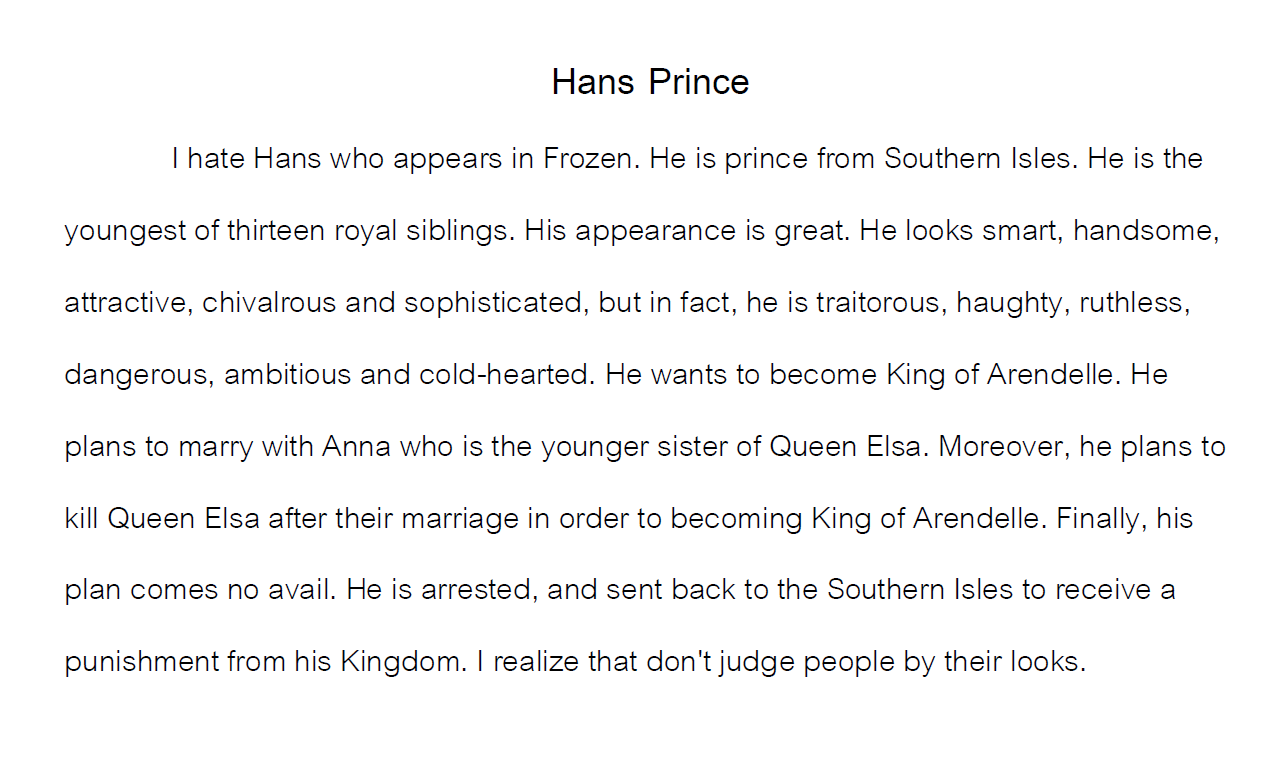 Hans Prince
I hate Hans who appears in Frozen. He is prince from Southern Isles. He is the
youngest of thirteen royal siblings. His appearance is great. He looks smart, handsome,
attractive, chivalrous and sophisticated, but in fact, he is traitorous, haughty, ruthless,
dangerous, ambitious and cold-hearted. He wants to become King of Arendelle. He
plans to marry with Anna who is the younger sister of Queen Elsa. Moreover, he plans to
kill Queen Elsa after their marriage in order to becoming King of Arendelle. Finally, his
plan comes no avail. He is arrested, and sent back to the Southern Isles to receive a
punishment from his Kingdom. I realize that don't judge people by their looks.